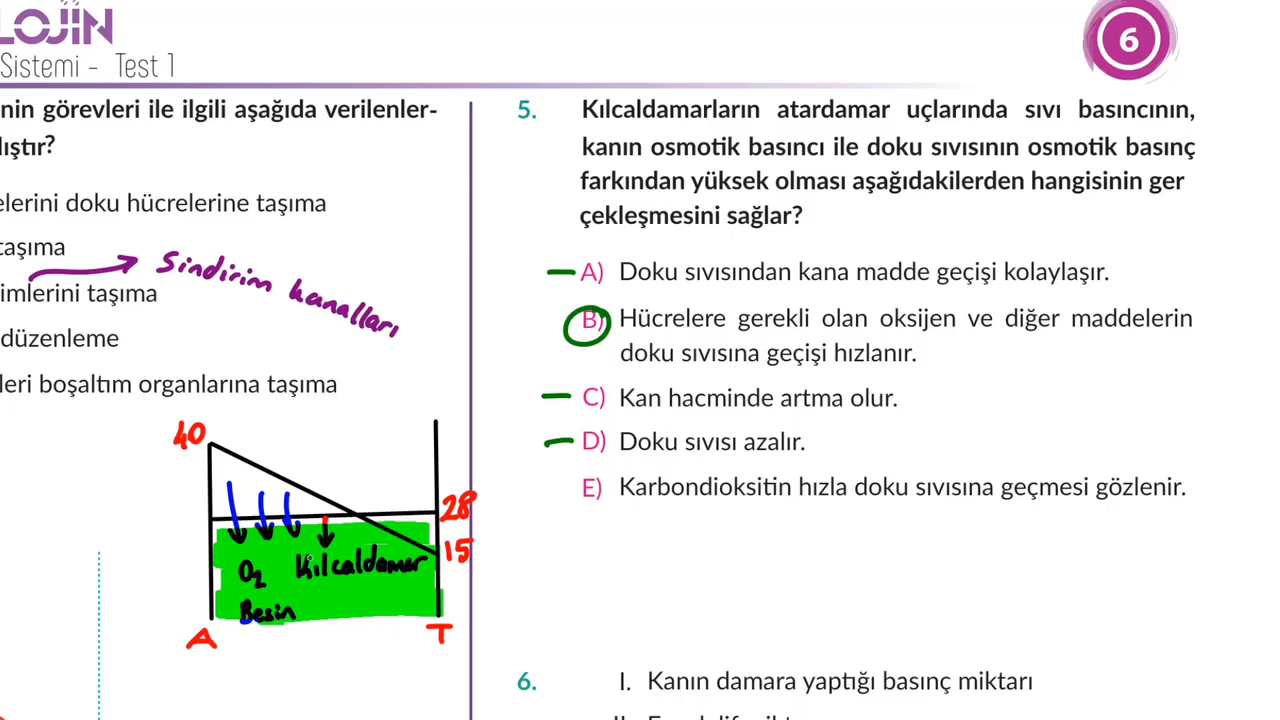 LOJİN
Sistemi - Test 1
6
nin görevleri ile ilgili aşağıda verilenler-
lıştır?
elerini doku hücrelerine taşıma
taşıma
imlerini taşıma
Sindirim kanalları
düzenleme
leri boşaltım organlarına taşıma
40
28
15
O₂ Kılcaldamar
Besin
A
T
5. Kılcaldamarların atardamar uçlarında sıvı basıncının,
kanın osmotik basıncı ile doku sıvısının osmotik basınç
farkından yüksek olması aşağıdakilerden hangisinin ger
çekleşmesini sağlar?
A) Doku sıvısından kana madde geçişi kolaylaşır.
B) Hücrelere gerekli olan oksijen ve diğer maddelerin
doku sıvısına geçişi hızlanır.
C) Kan hacminde artma olur.
D) Doku sıvısı azalır.
E) Karbondioksitin hızla doku sıvısına geçmesi gözlenir.
6. I. Kanın damara yaptığı basınç miktarı